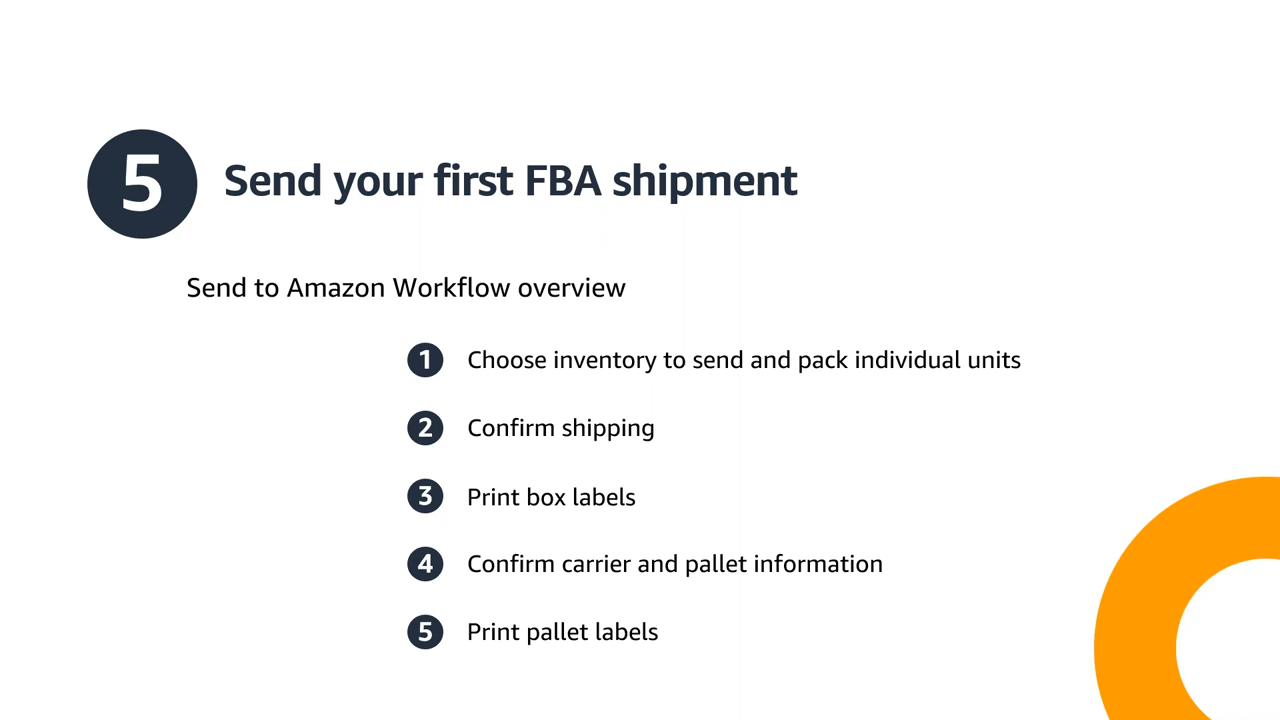 5 Send your first FBA shipment
Send to Amazon Workflow overview
1 Choose inventory to send and pack individual units
2 Confirm shipping
3 Print box labels
4 Confirm carrier and pallet information
5 Print pallet labels